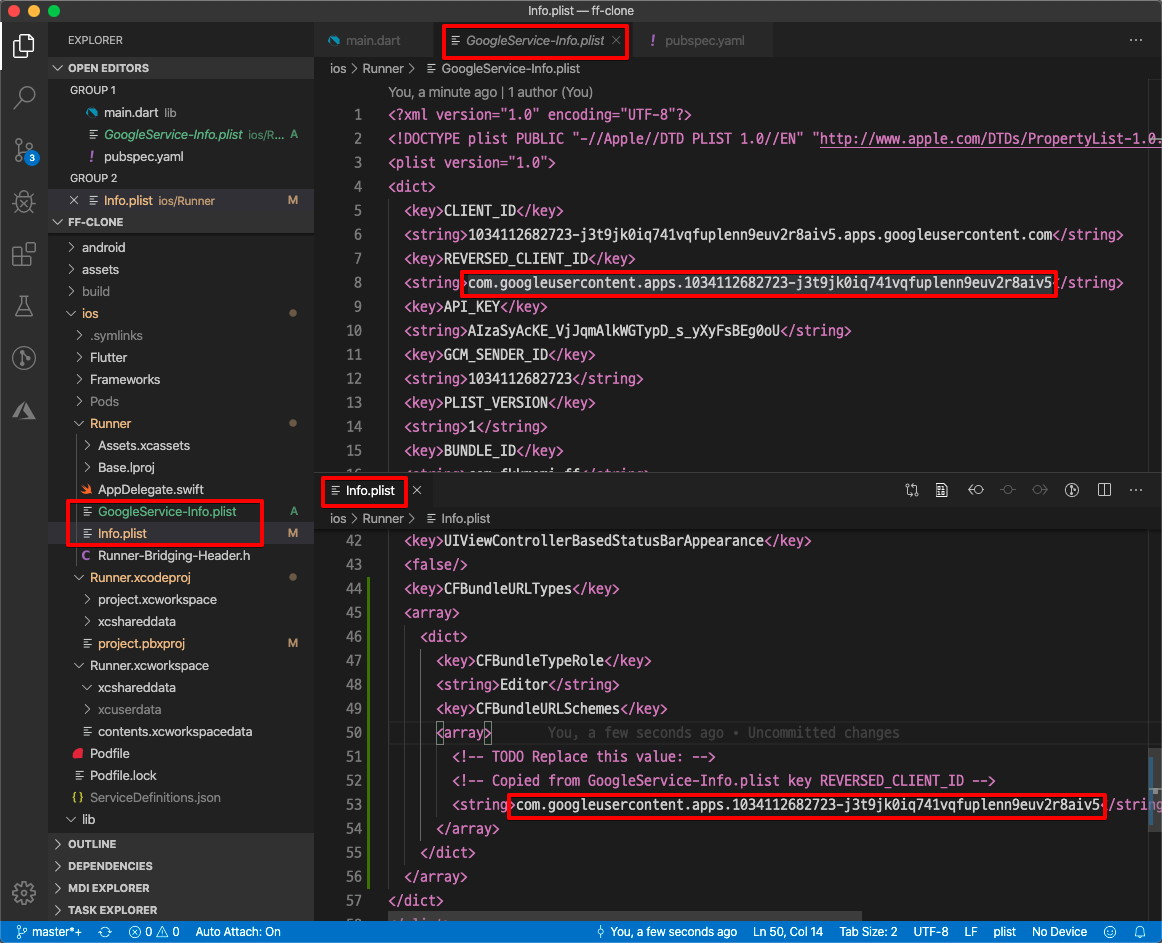 Info.plist — ff-clone
EXPLORER
OPEN EDITORS
GROUP 1
main.dart lib
GoogleService-Info.plist ios/R... A
! pubspec.yaml
GROUP 2
Info.plist ios/Runner M
FF-CLONE
android
assets
build
ios
.symlinks
Flutter
Frameworks
Pods
Runner
Assets.xcassets
Base.lproj
AppDelegate.swift
GoogleService-Info.plist A
Info.plist M
C Runner-Bridging-Header.h
Runner.xcodeproj
project.xcworkspace
xcshareddata
project.pbxproj M
Runner.xcworkspace
xcshareddata
xcuserdata
contents.xcworkspacedata
Podfile
Podfile.lock
{} ServiceDefinitions.json
lib
OUTLINE
DEPENDENCIES
MDI EXPLORER
TASK EXPLORER
3
main.dart GoogleService-Info.plist ! pubspec.yaml
ios > Runner > GoogleService-Info.plist
You, a minute ago | 1 author (You)
1 <?xml version="1.0" encoding="UTF-8"?>
2 <!DOCTYPE plist PUBLIC "-//Apple//DTD PLIST 1.0//EN" "http://www.apple.com/DTDs/PropertyList-1.0.
3 <plist version="1.0">
4 <dict>
5 <key>CLIENT_ID</key>
6 <string>1034112682723-j3t9jk0iq741vqfuplenn9euv2r8aiv5.apps.googleusercontent.com</string>
7 <key>REVERSED_CLIENT_ID</key>
8 <string>com.googleusercontent.apps.1034112682723-j3t9jk0iq741vqfuplenn9euv2r8aiv5</string>
9 <key>API_KEY</key>
10 <string>AIzaSyAcKE_VjJqmAlkWGTypD_s_yXyFsBEg0oU</string>
11 <key>GCM_SENDER_ID</key>
12 <string>1034112682723</string>
13 <key>PLIST_VERSION</key>
14 <string>1</string>
15 <key>BUNDLE_ID</key>
Info.plist
ios > Runner > Info.plist
42 <key>UIViewControllerBasedStatusBarAppearance</key>
43 <false/>
44 <key>CFBundleURLTypes</key>
45 <array>
46 <dict>
47 <key>CFBundleTypeRole</key>
48 <string>Editor</string>
49 <key>CFBundleURLSchemes</key>
50 <array> You, a few seconds ago • Uncommitted changes
51 <!-- TODO Replace this value: -->
52 <!-- Copied from GoogleService-Info.plist key REVERSED_CLIENT_ID -->
53 <string>com.googleusercontent.apps.1034112682723-j3t9jk0iq741vqfuplenn9euv2r8aiv5</string
54 </array>
55 </dict>
56 </array>
57 </dict>
master*+ 0 0 Auto Attach: On You, a few seconds ago Ln 50, Col 14 Tab Size: 2 UTF-8 LF plist No Device